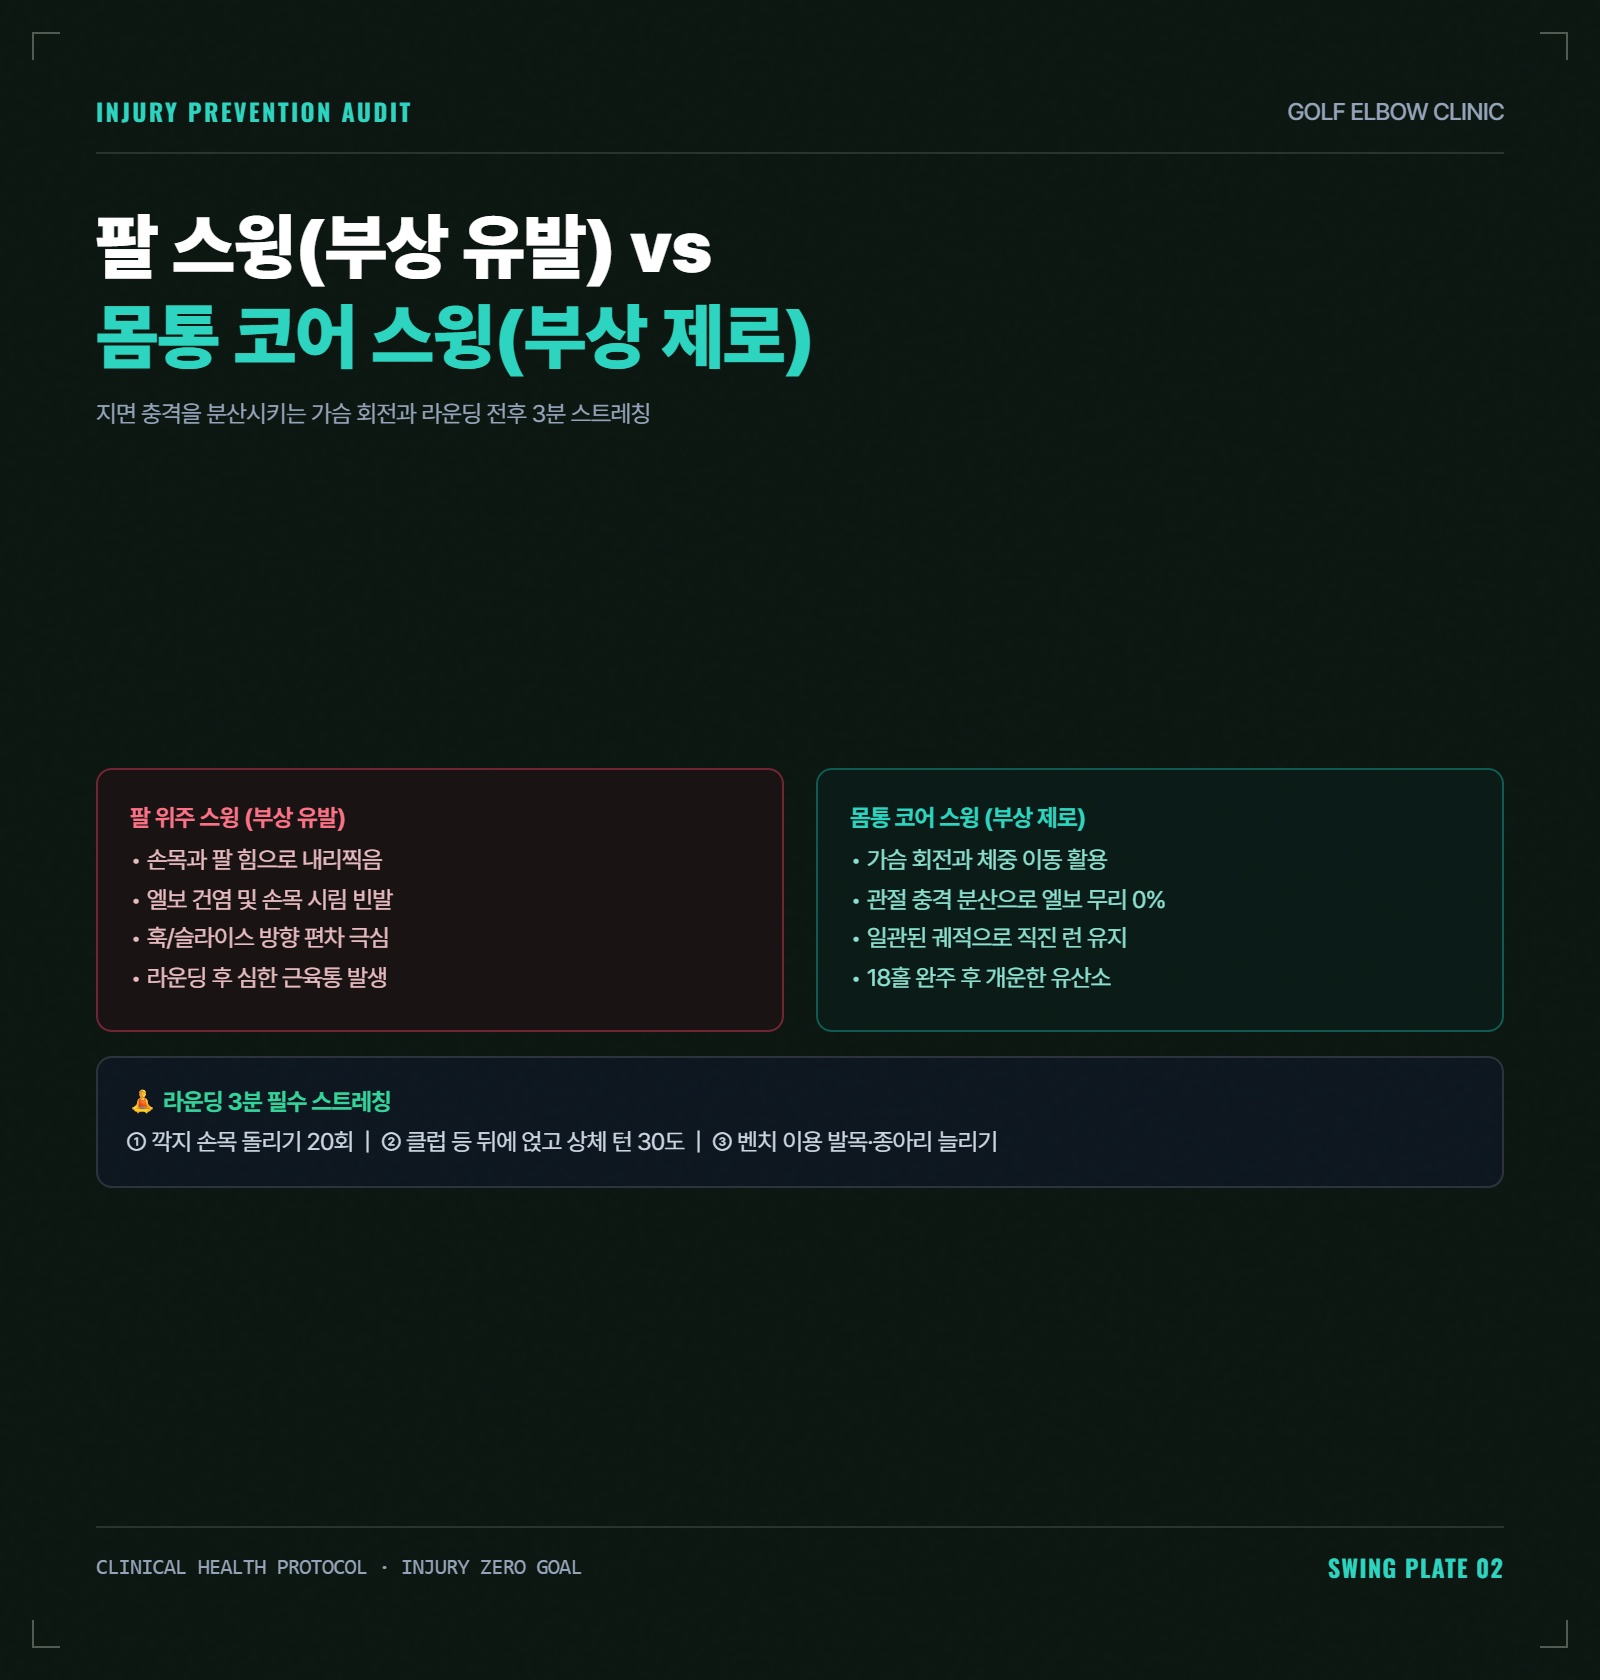 INJURY PREVENTION AUDIT
GOLF ELBOW CLINIC
팔 스윙(부상 유발) vs
몸통 코어 스윙(부상 제로)
지면 충격을 분산시키는 가슴 회전과 라운딩 전후 3분 스트레칭
팔 위주 스윙 (부상 유발)
• 손목과 팔 힘으로 내리찍음
• 엘보 건염 및 손목 시림 빈발
• 훅/슬라이스 방향 편차 극심
• 라운딩 후 심한 근육통 발생
몸통 코어 스윙 (부상 제로)
• 가슴 회전과 체중 이동 활용
• 관절 충격 분산으로 엘보 무리 0%
• 일관된 궤적으로 직진 런 유지
• 18홀 완주 후 개운한 유산소
🧘 라운딩 3분 필수 스트레칭
① 깍지 손목 돌리기 20회 | ② 클럽 등 뒤에 얹고 상체 턴 30도 | ③ 벤치 이용 발목·종아리 늘리기
CLINICAL HEALTH PROTOCOL · INJURY ZERO GOAL
SWING PLATE 02